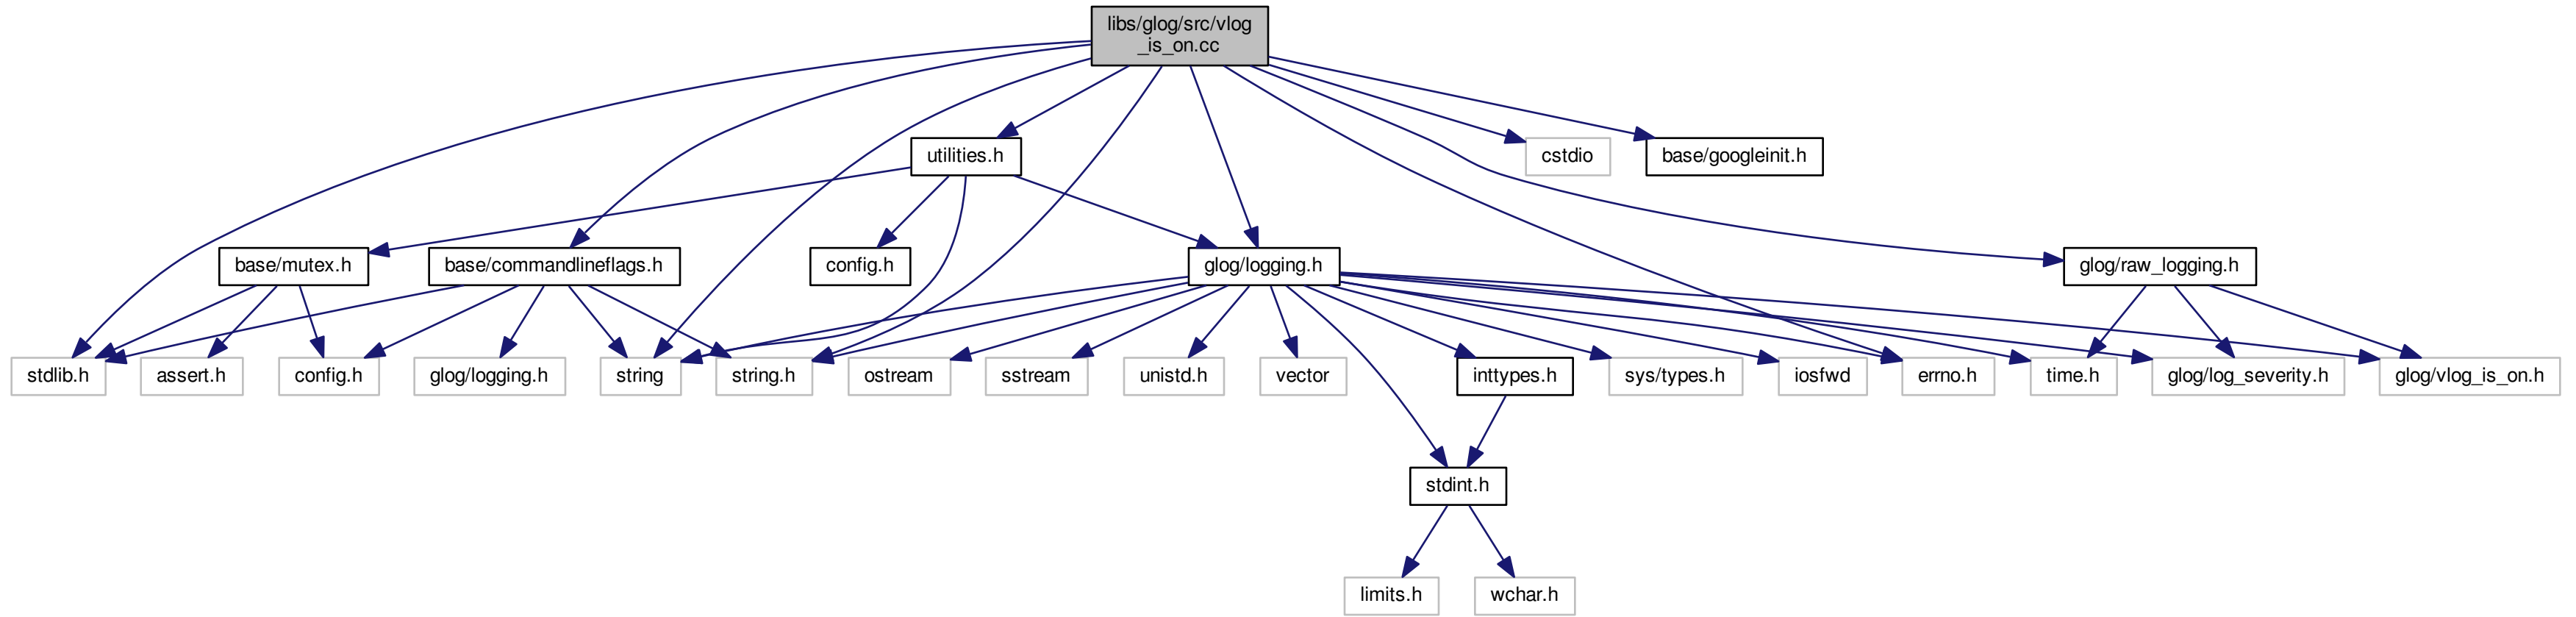 libs/glog/src/vlog
_is_on.cc
utilities.h
cstdio
base/googleinit.h
base/mutex.h
base/commandlineflags.h
config.h
glog/logging.h
glog/raw_logging.h
stdlib.h
assert.h
config.h
glog/logging.h
string
string.h
ostream
sstream
unistd.h
vector
inttypes.h
sys/types.h
iosfwd
errno.h
time.h
glog/log_severity.h
glog/vlog_is_on.h
stdint.h
limits.h
wchar.h